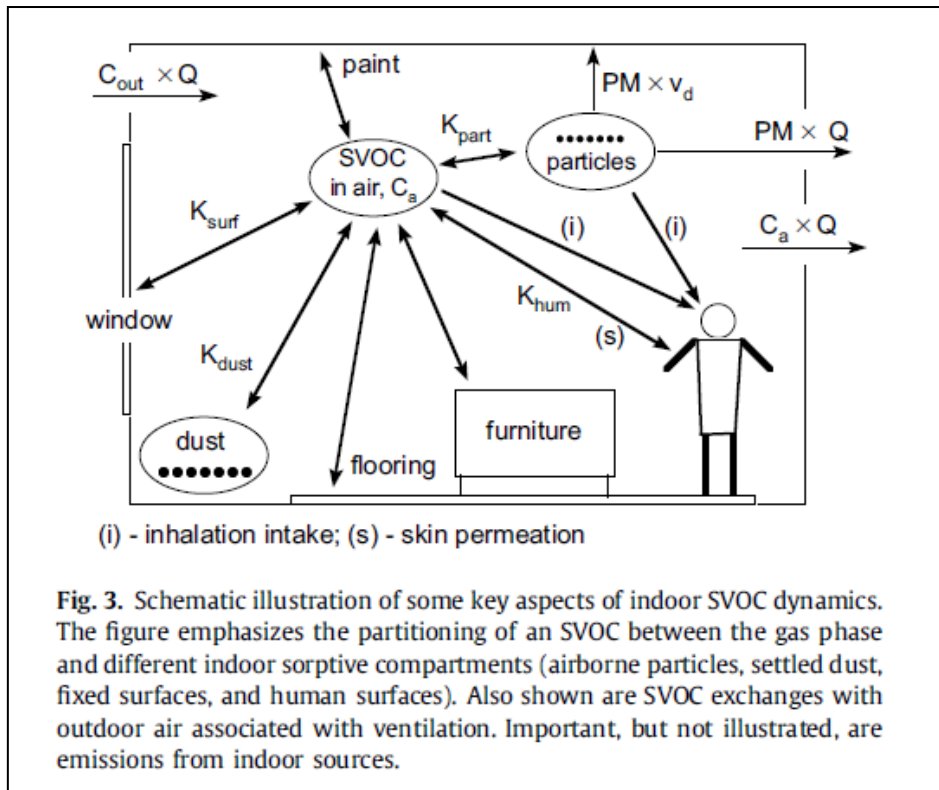 C_out × Q
paint
PM × v_d
K_part
particles
PM × Q
SVOC
in air, C_a
K_surf
(i)
(i)
C_a × Q
window
K_hum
(s)
K_dust
dust
furniture
flooring
(i) - inhalation intake; (s) - skin permeation
Fig. 3. Schematic illustration of some key aspects of indoor SVOC dynamics.
The figure emphasizes the partitioning of an SVOC between the gas phase
and different indoor sorptive compartments (airborne particles, settled dust,
fixed surfaces, and human surfaces). Also shown are SVOC exchanges with
outdoor air associated with ventilation. Important, but not illustrated, are
emissions from indoor sources.